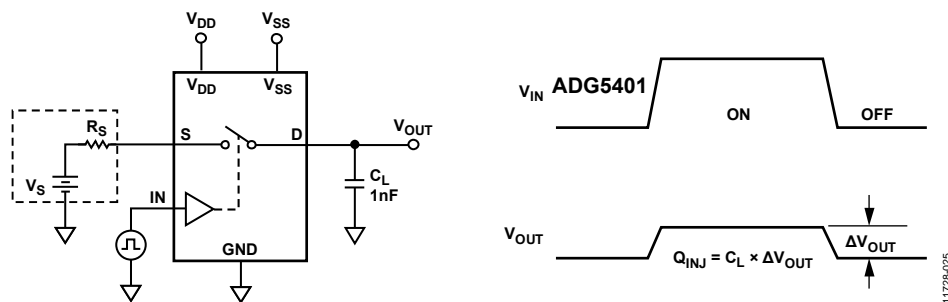 VDD
VSS
VDD
VSS
RS
VS
S
D
VOUT
IN
CL
1nF
GND
VIN ADG5401
ON
OFF
VOUT
QINJ = CL × ΔVOUT
ΔVOUT
11728-025